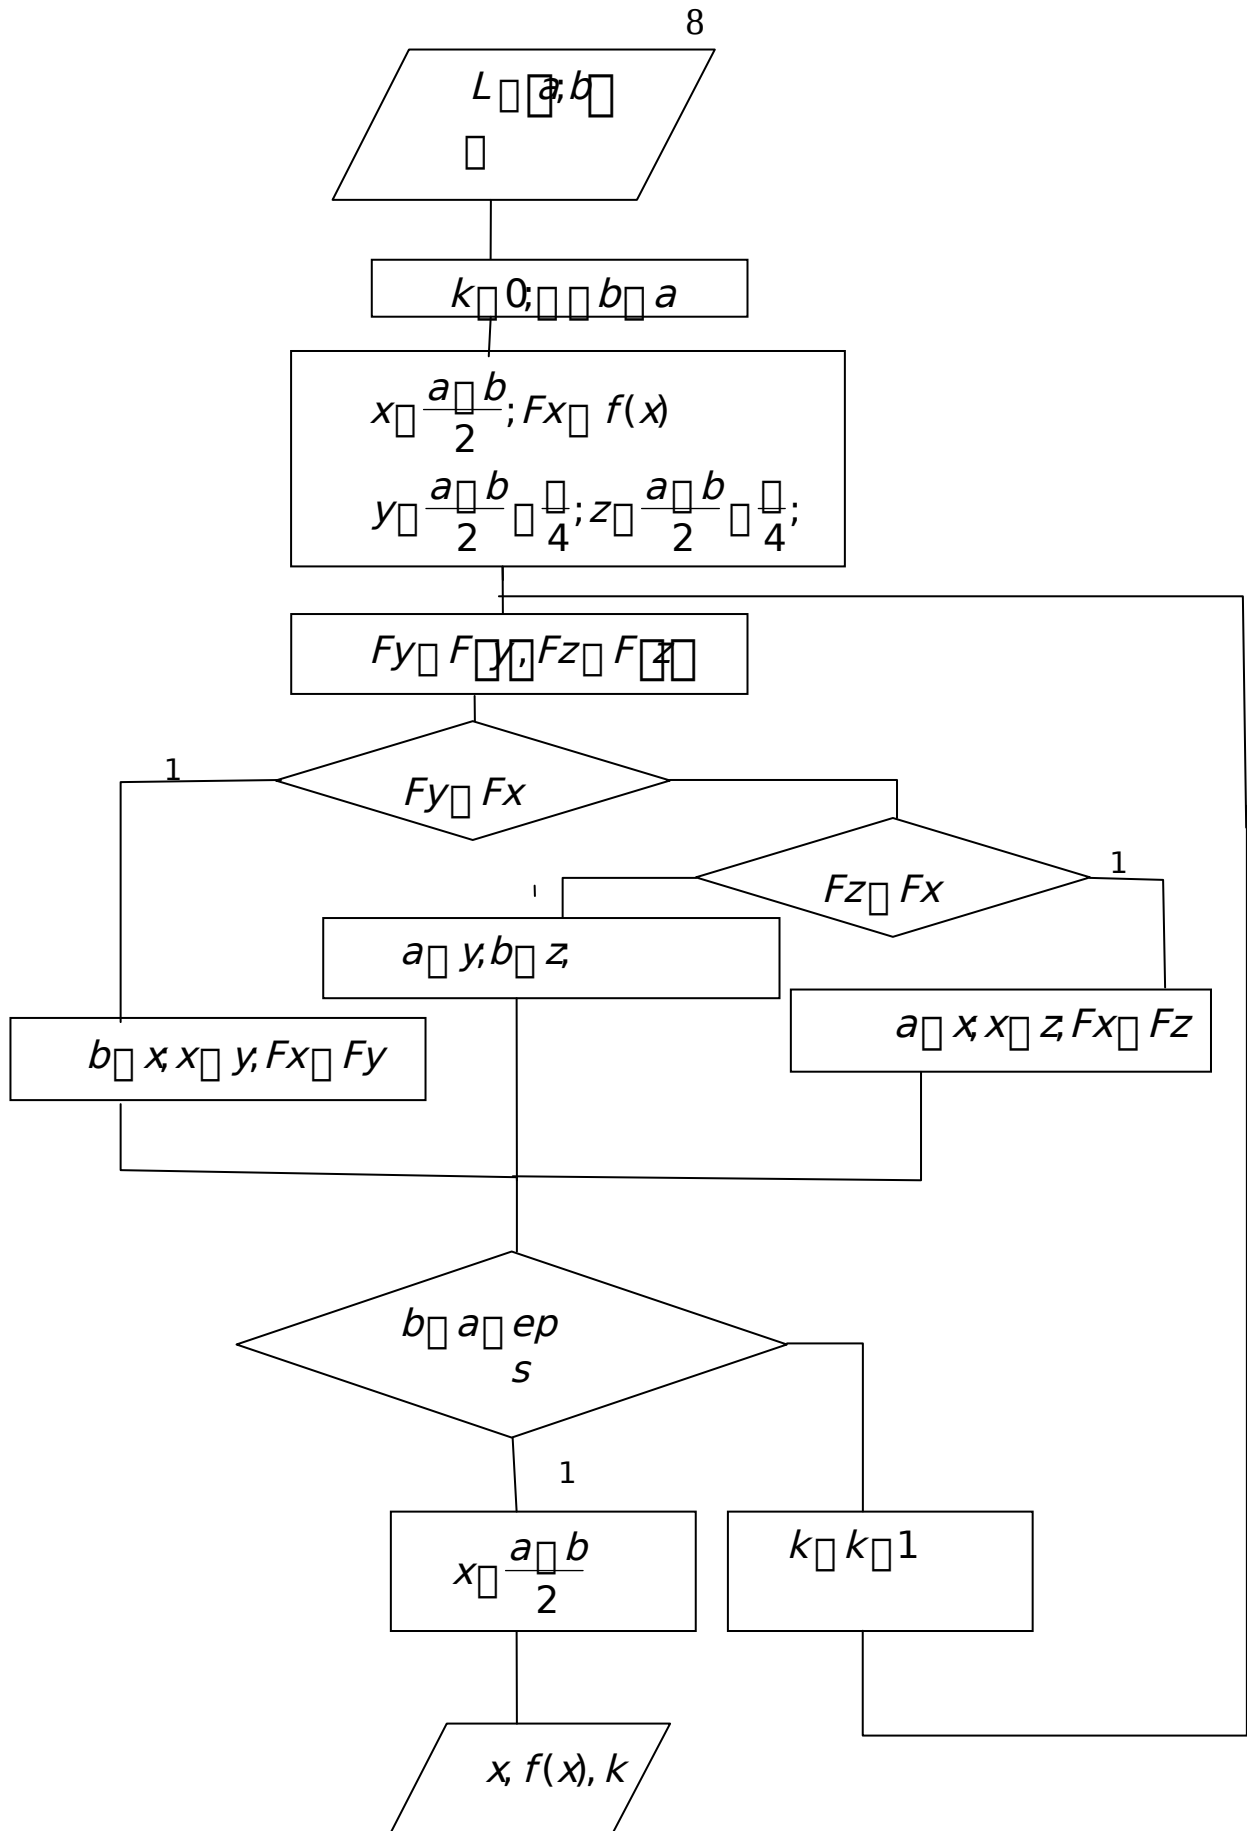 8
L ▯ ▯a;b▯
▯
k▯0;▯▯b▯a
x▯a▯b/2;Fx▯ f(x)
y▯a▯b/2▯▯/4;z▯a▯b/2▯▯/4;
Fy▯F▯y▯,Fz▯F▯z▯
1
Fy▯Fx
1
Fz▯Fx
a▯y;b▯z;
a▯x;x▯z;Fx▯Fz
b▯x;x▯y;Fx▯Fy
b▯a▯ep
s
1
x▯a▯b/2
k▯k▯1
x, f(x), k